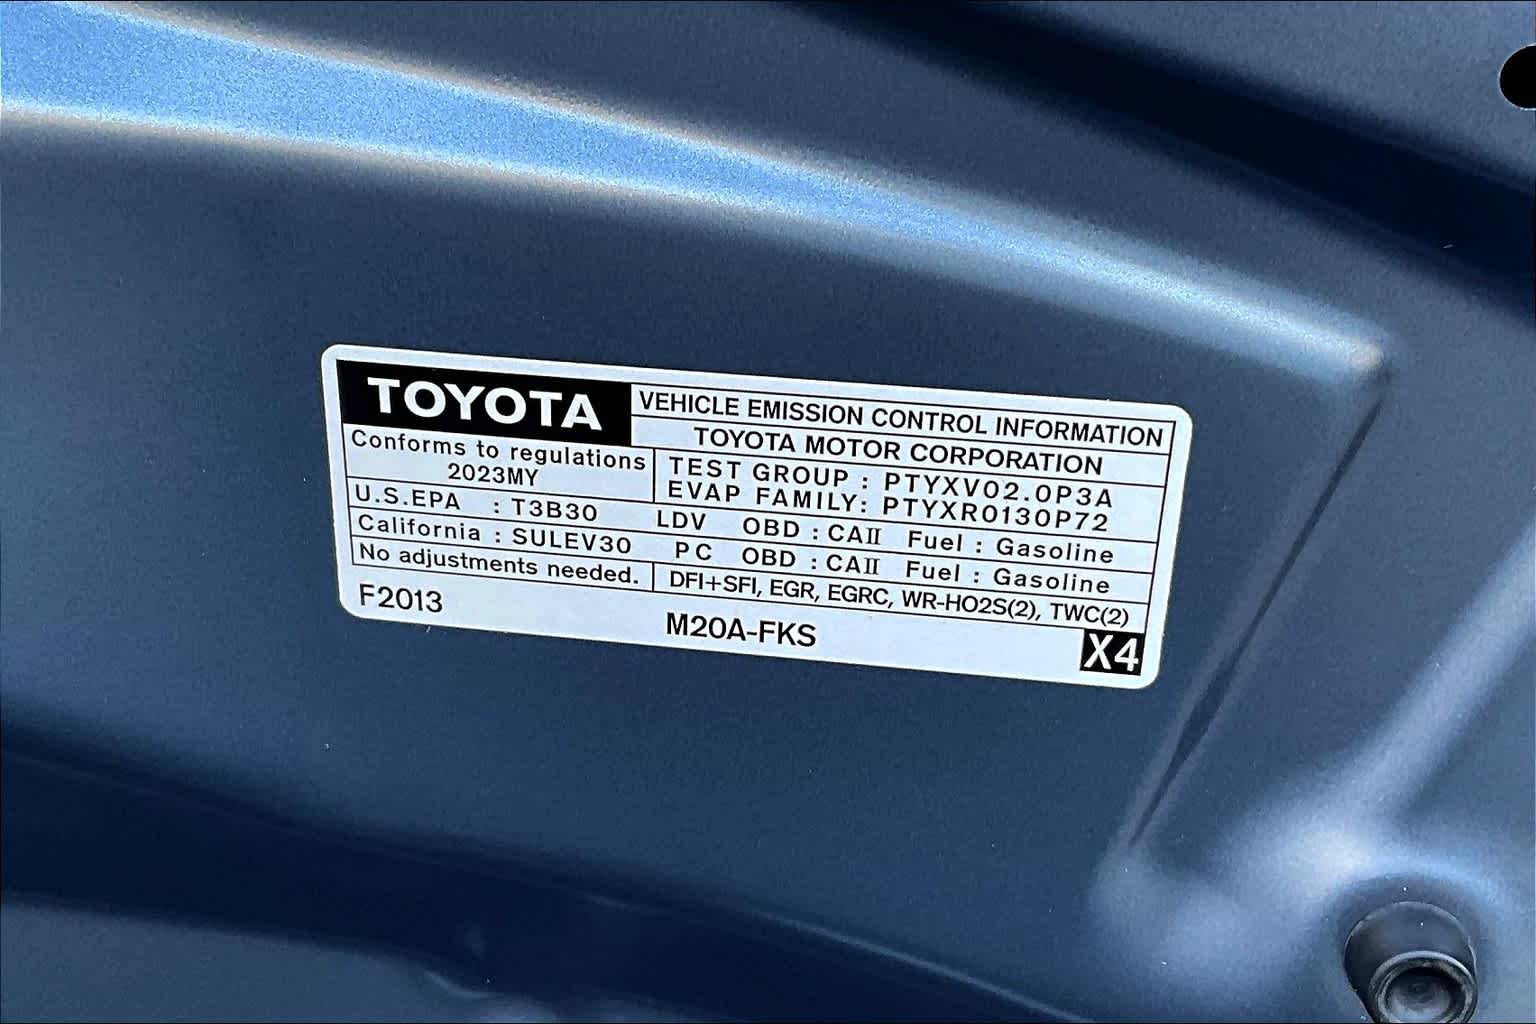 TOYOTA
VEHICLE EMISSION CONTROL INFORMATION
TOYOTA MOTOR CORPORATION
Conforms to regulations
2023MY
TEST GROUP : PTYXV02.0P3A
EVAP FAMILY: PTYXR0130P72
U.S.EPA : T3B30 LDV OBD : CAII Fuel : Gasoline
California : SULEV30 PC OBD : CAII Fuel : Gasoline
No adjustments needed. DFI+SFI, EGR, EGRC, WR-HO2S(2), TWC(2)
F2013 M20A-FKS X4